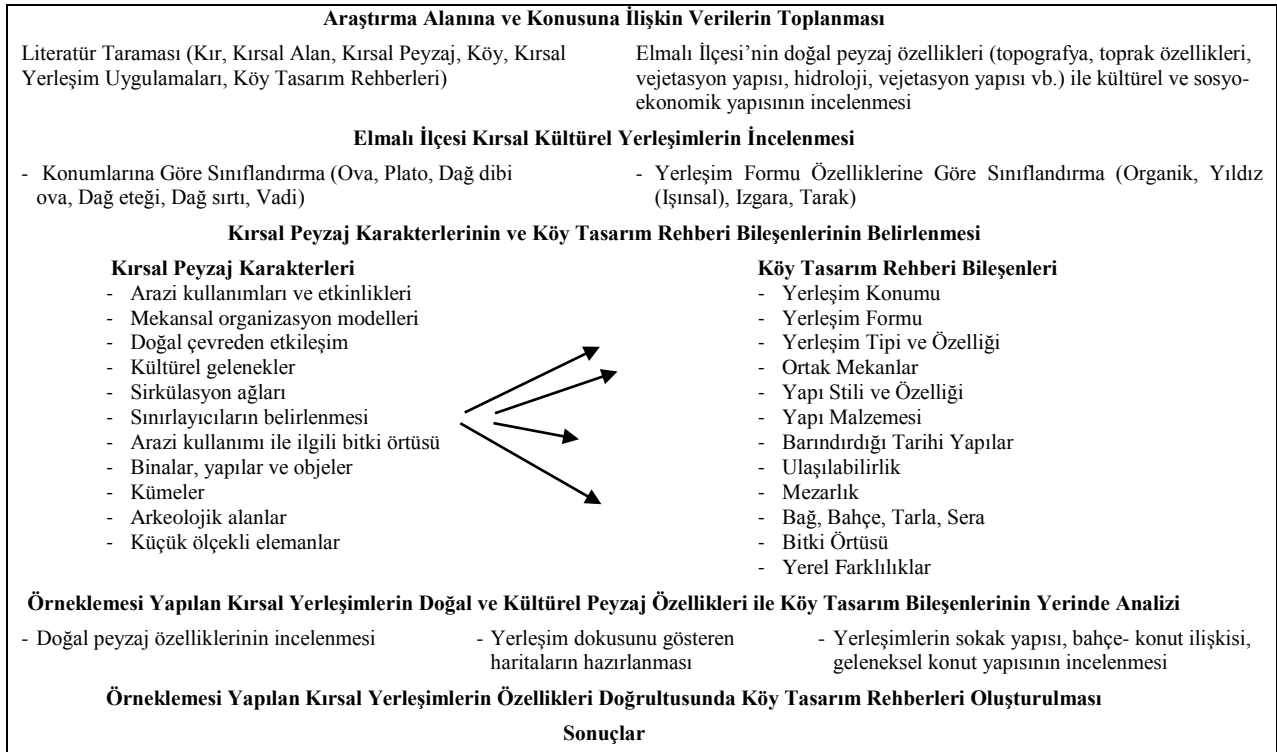 Araştırma Alanına ve Konusuna İlişkin Verilerin Toplanması
Literatür Taraması (Kır, Kırsal Alan, Kırsal Peyzaj, Köy, Kırsal
Yerleşim Uygulamaları, Köy Tasarım Rehberleri)
Elmalı İlçesi’nin doğal peyzaj özellikleri (topografya, toprak özellikleri,
vejetasyon yapısı, hidroloji, vejetasyon yapısı vb.) ile kültürel ve sosyo-
ekonomik yapısının incelenmesi
Elmalı İlçesi Kırsal Kültürel Yerleşimlerin İncelenmesi
- Konumlarına Göre Sınıflandırma (Ova, Plato, Dağ dibi
ova, Dağ eteği, Dağ sırtı, Vadi)
- Yerleşim Formu Özelliklerine Göre Sınıflandırma (Organik, Yıldız
(Işınsal), Izgara, Tarak)
Kırsal Peyzaj Karakterlerinin ve Köy Tasarım Rehberi Bileşenlerinin Belirlenmesi
Kırsal Peyzaj Karakterleri
- Arazi kullanımları ve etkinlikleri
- Mekansal organizasyon modelleri
- Doğal çevreden etkileşim
- Kültürel gelenekler
- Sirkülasyon ağları
- Sınırlayıcıların belirlenmesi
- Arazi kullanımı ile ilgili bitki örtüsü
- Binalar, yapılar ve objeler
- Kümeler
- Arkeolojik alanlar
- Küçük ölçekli elemanlar
Köy Tasarım Rehberi Bileşenleri
- Yerleşim Konumu
- Yerleşim Formu
- Yerleşim Tipi ve Özelliği
- Ortak Mekanlar
- Yapı Stili ve Özelliği
- Yapı Malzemesi
- Barındırdığı Tarihi Yapılar
- Ulaşılabilirlik
- Mezarlık
- Bağ, Bahçe, Tarla, Sera
- Bitki Örtüsü
- Yerel Farklılıklar
Örneklemesi Yapılan Kırsal Yerleşimlerin Doğal ve Kültürel Peyzaj Özellikleri ile Köy Tasarım Bileşenlerinin Yerinde Analizi
- Doğal peyzaj özelliklerinin incelenmesi
- Yerleşim dokusunu gösteren
haritaların hazırlanması
- Yerleşimlerin sokak yapısı, bahçe- konut ilişkisi,
geleneksel konut yapısının incelenmesi
Örneklemesi Yapılan Kırsal Yerleşimlerin Özellikleri Doğrultusunda Köy Tasarım Rehberleri Oluşturulması
Sonuçlar